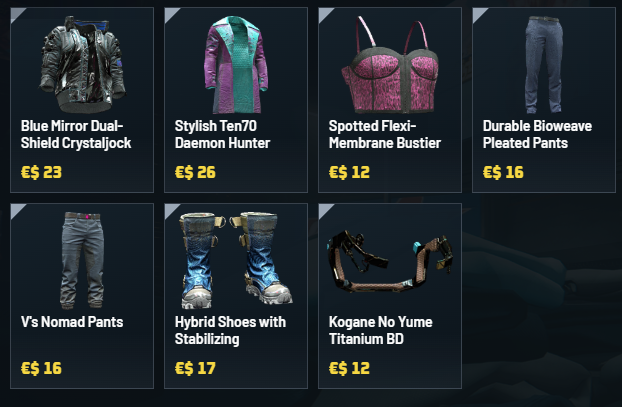 Blue Mirror Dual-
Shield Crystaljock
€$ 23
Stylish Ten70
Daemon Hunter
€$ 26
Spotted Flexi-
Membrane Bustier
€$ 12
Durable Bioweave
Pleated Pants
€$ 16
V's Nomad Pants
€$ 16
Hybrid Shoes with
Stabilizing
€$ 17
Kogane No Yume
Titanium BD
€$ 12